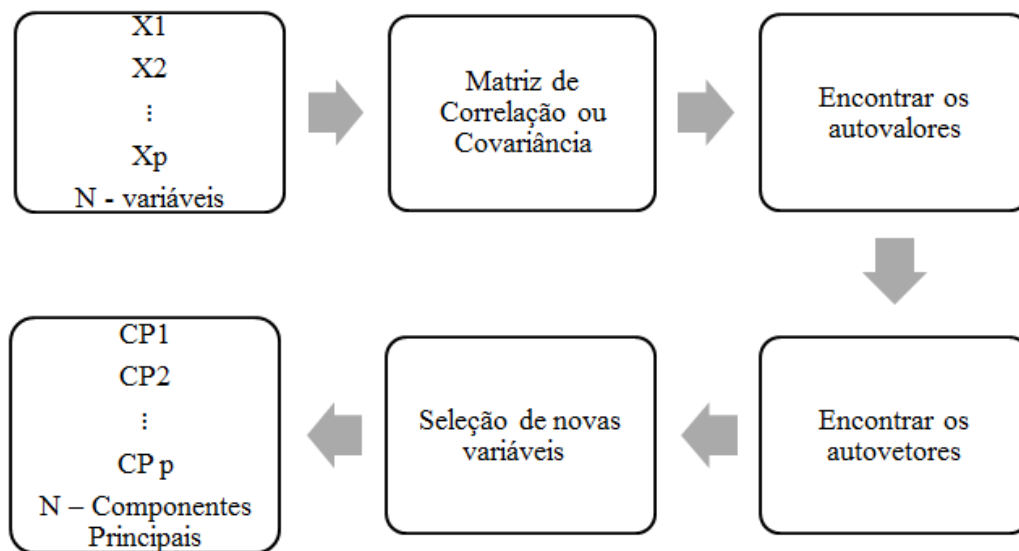 X1
X2
⋮
Xp
N - variáveis
Matriz de
Correlação ou
Covariância
Encontrar os
autovalores
Encontrar os
autovetores
Seleção de novas
variáveis
CP1
CP2
⋮
CP p
N – Componentes
Principais